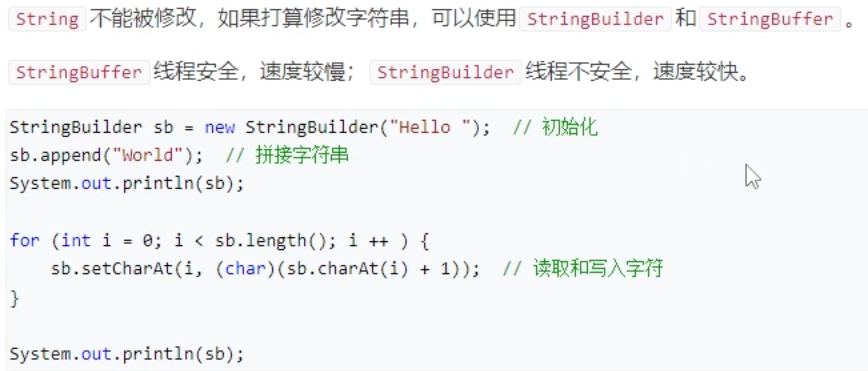 String 不能被修改，如果打算修改字符串，可以使用 StringBuilder 和 StringBuffer 。
StringBuffer 线程安全，速度较慢； StringBuilder 线程不安全，速度较快。
StringBuilder sb = new StringBuilder("Hello ");  // 初始化
sb.append("World");  // 拼接字符串
System.out.println(sb);
for (int i = 0; i < sb.length(); i ++ ) {
    sb.setCharAt(i, (char)(sb.charAt(i) + 1));  // 读取和写入字符
}
System.out.println(sb);